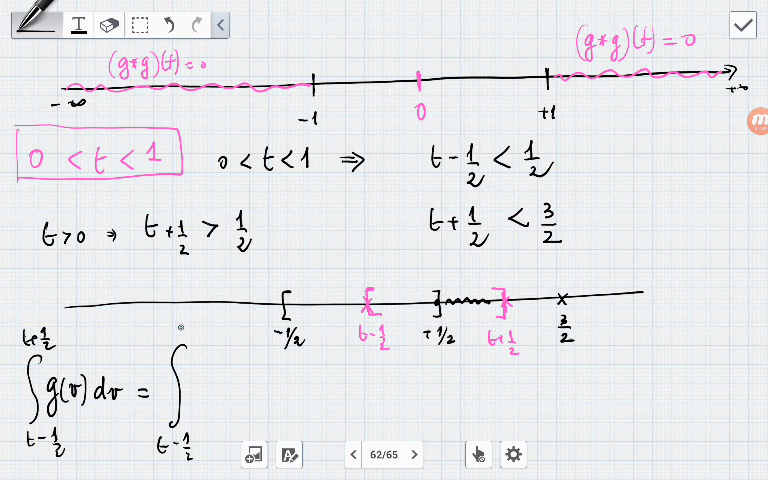 T
(g*g)(t)=0
(g*g)(t)=0
-∞
-1
0
+1
+∞
0 < t < 1
0 < t < 1 ⇒ t - 1/2 < 1/2
t > 0 ⇒ t + 1/2 > 1/2
t + 1/2 < 3/2
-1/2
t - 1/2
+1/2
t + 1/2
3/2
∫_{t-1/2}^{t+1/2} g(v) dv = ∫_{t-1/2}
A
62/65
m